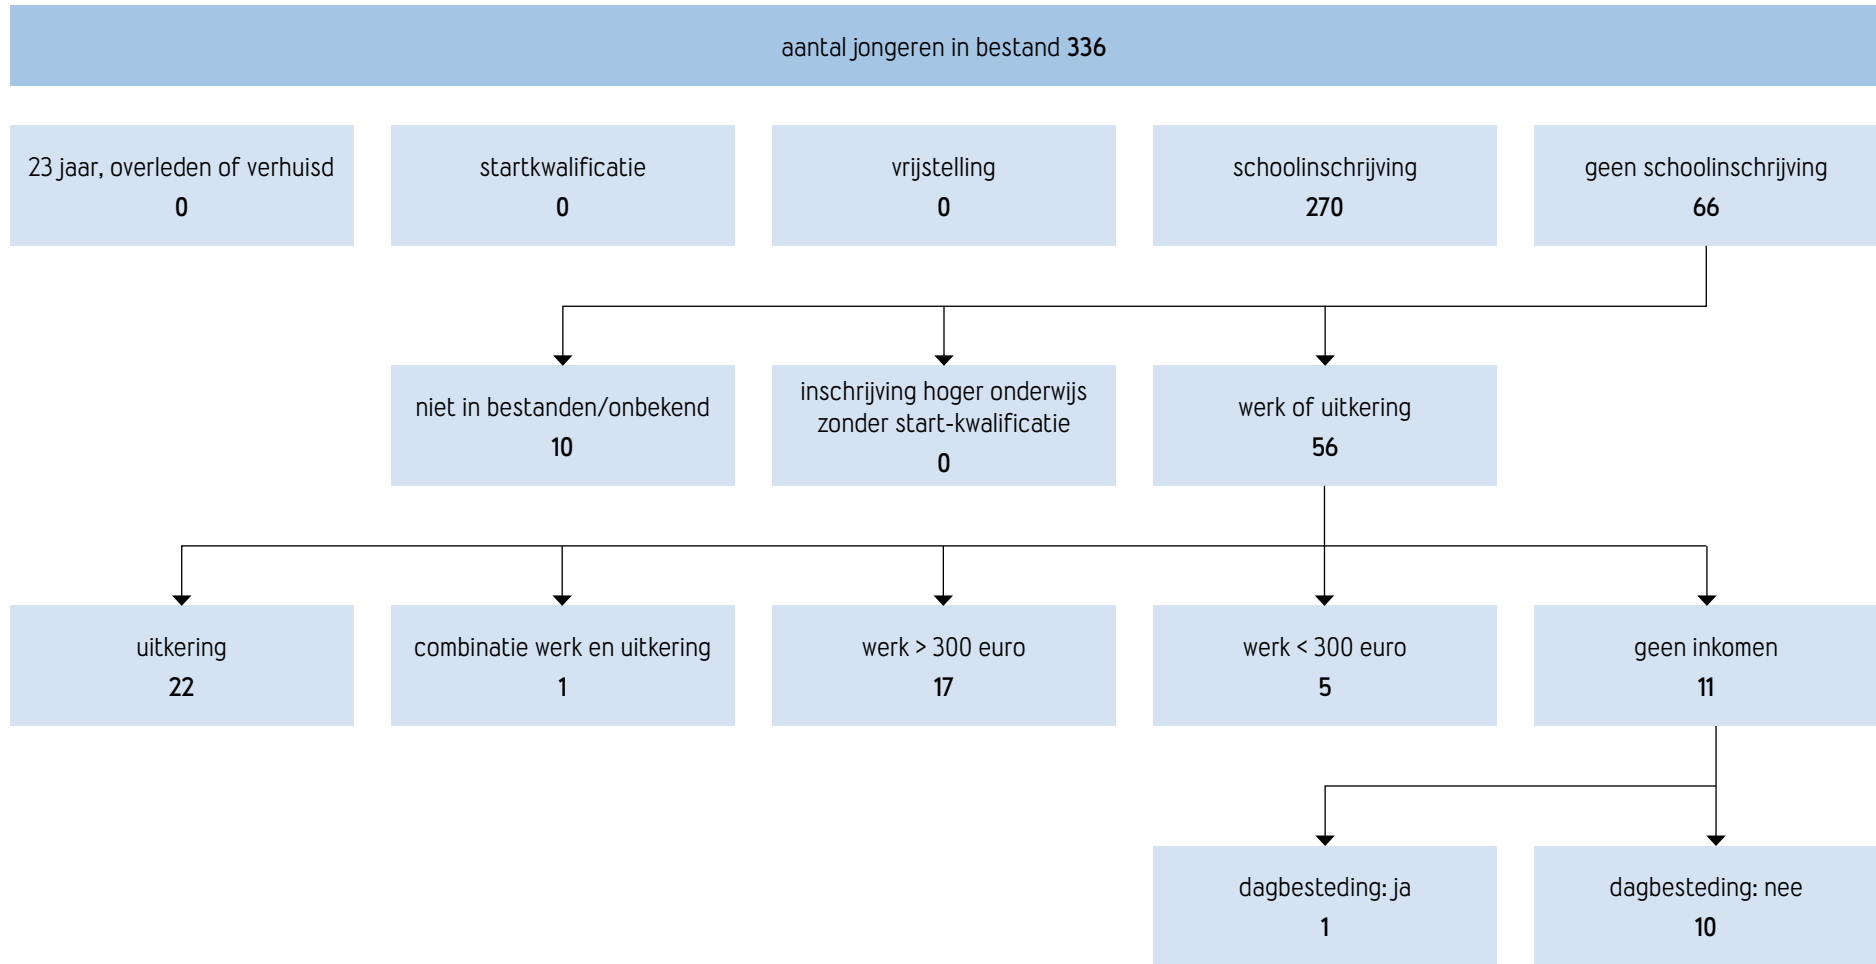 aantal jongeren in bestand 336
23 jaar, overleden of verhuisd
0
startkwalificatie
0
vrijstelling
0
schoolinschrijving
270
geen schoolinschrijving
66
niet in bestanden/onbekend
10
inschrijving hoger onderwijs
zonder start-kwalificatie
0
werk of uitkering
56
uitkering
22
combinatie werk en uitkering
1
werk > 300 euro
17
werk < 300 euro
5
geen inkomen
11
dagbesteding: ja
1
dagbesteding: nee
10